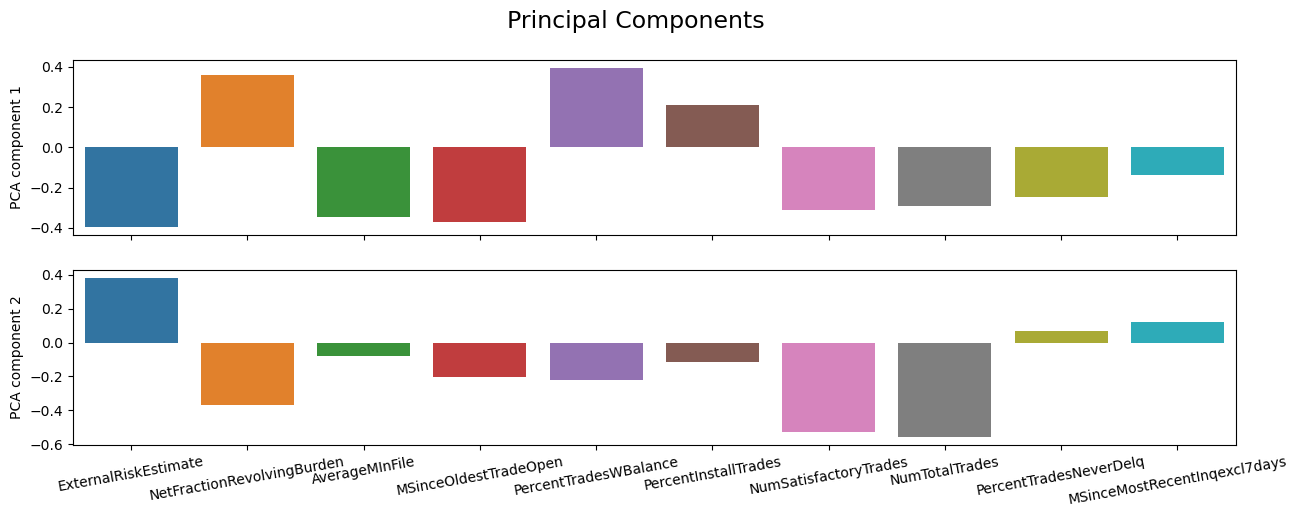 Principal Components
PCA component 1
0.4
0.2
0.0
−0.2
−0.4
PCA component 2
0.4
0.2
0.0
−0.2
−0.4
−0.6
ExternalRiskEstimate
NetFractionRevolvingBurden
AverageMInFile
MSinceOldestTradeOpen
PercentTradesWBalance
PercentInstallTrades
NumSatisfactoryTrades
NumTotalTrades
PercentTradesNeverDelq
MSinceMostRecentInqexcl7days